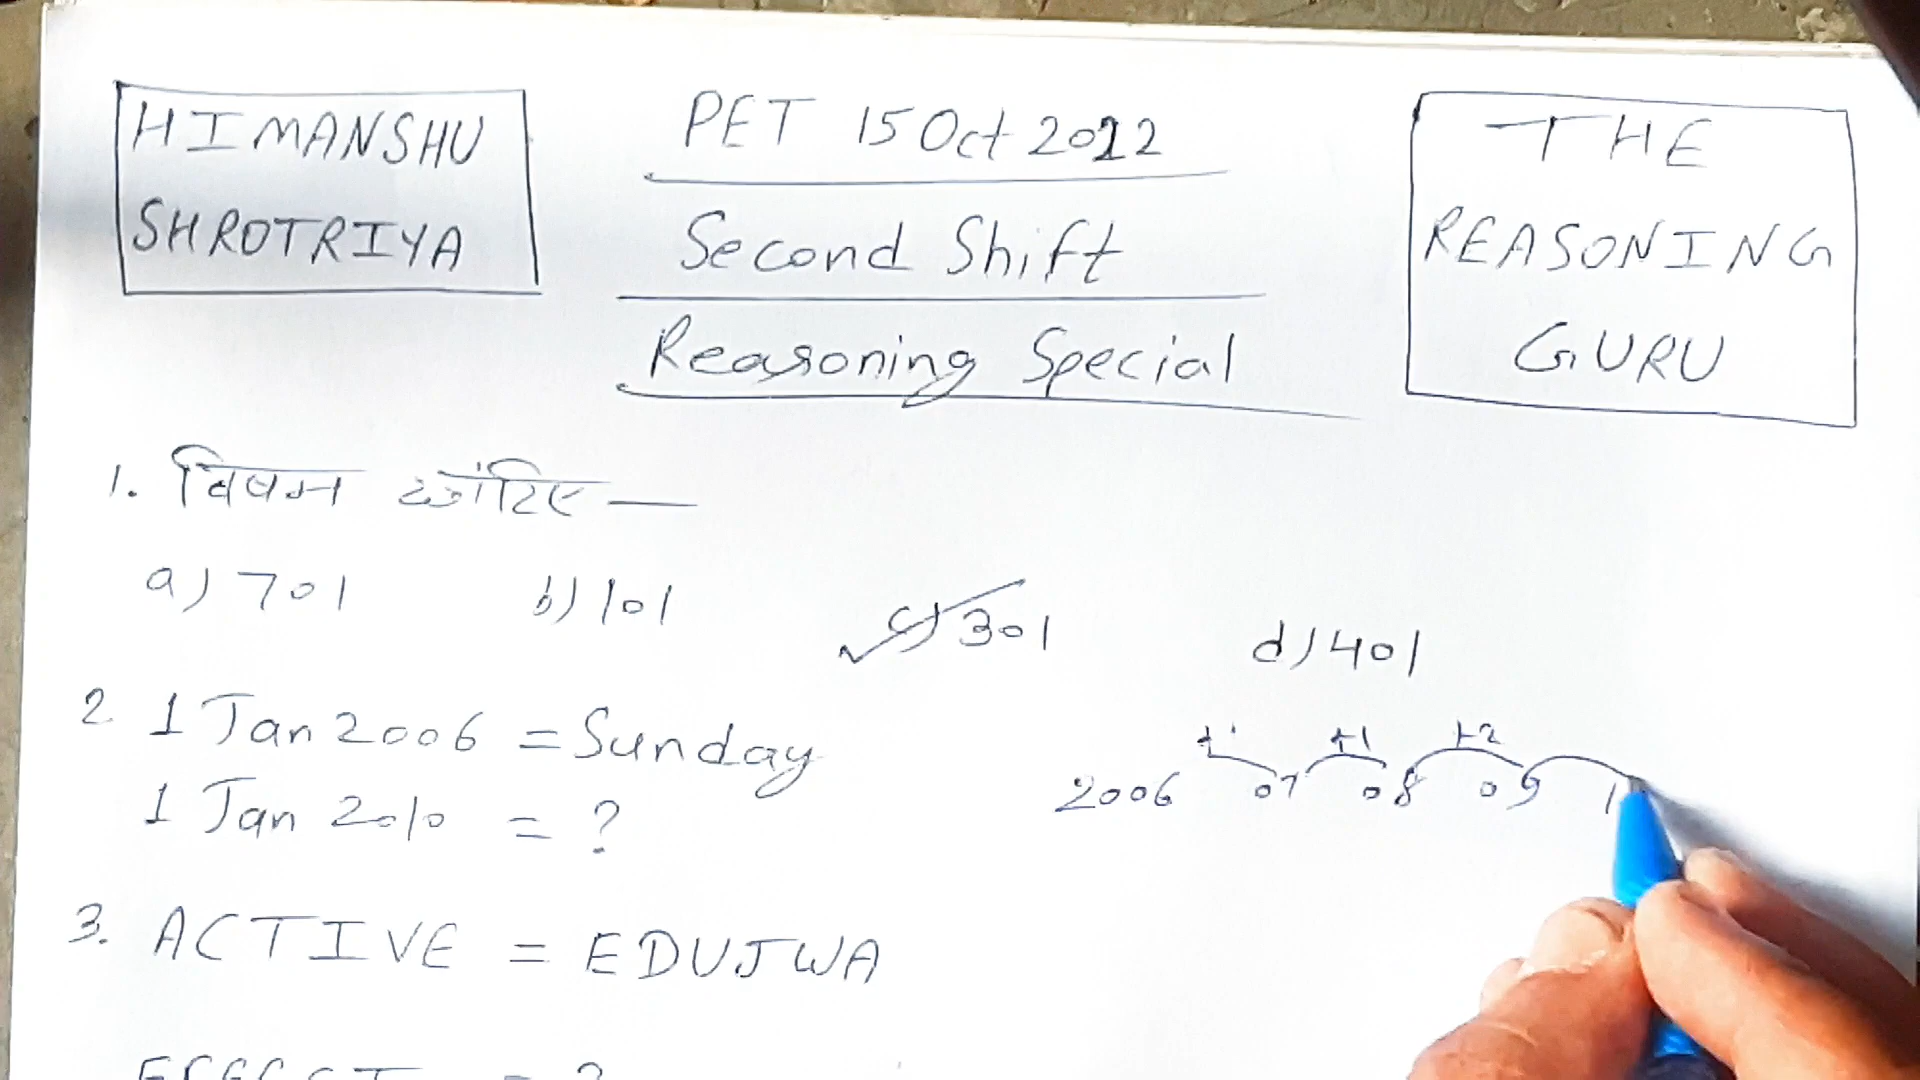 HIMANSHU
SHROTRIYA
PET 15 Oct 2022
Second Shift
Reasoning Special
THE
REASONING
GURU
1. विषम छांटिए —
a) 701 b) 101 c) 301 d) 401
2 1 Jan 2006 = Sunday
1 Jan 2010 = ?
+1 +1 +2
2006 07 08 09 1
3. ACTIVE = EDUJWA
= ?